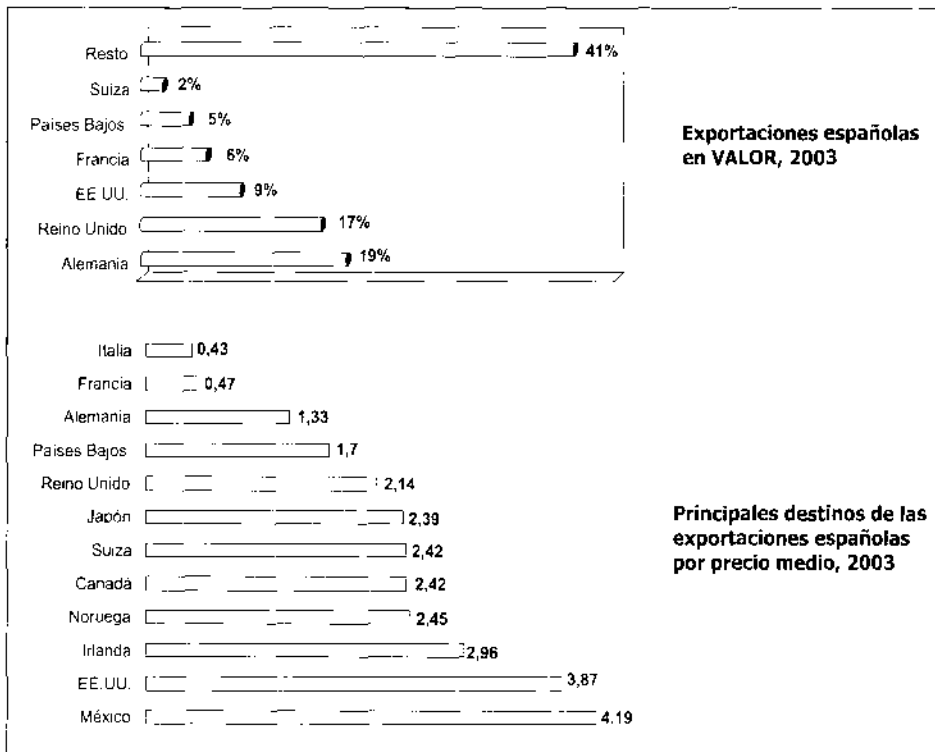 Resto 41%
Suiza 2%
Paises Bajos 5%
Francia 6%
EE UU. 9%
Reino Unido 17%
Alemania 19%
Exportaciones españolas
en VALOR, 2003
Italia 0,43
Francia 0,47
Alemania 1,33
Paises Bajos 1,7
Reino Unido 2,14
Japón 2,39
Suiza 2,42
Canadá 2,42
Noruega 2,45
Irlanda 2,96
EE.UU. 3,87
México 4.19
Principales destinos de las
exportaciones españolas
por precio medio, 2003